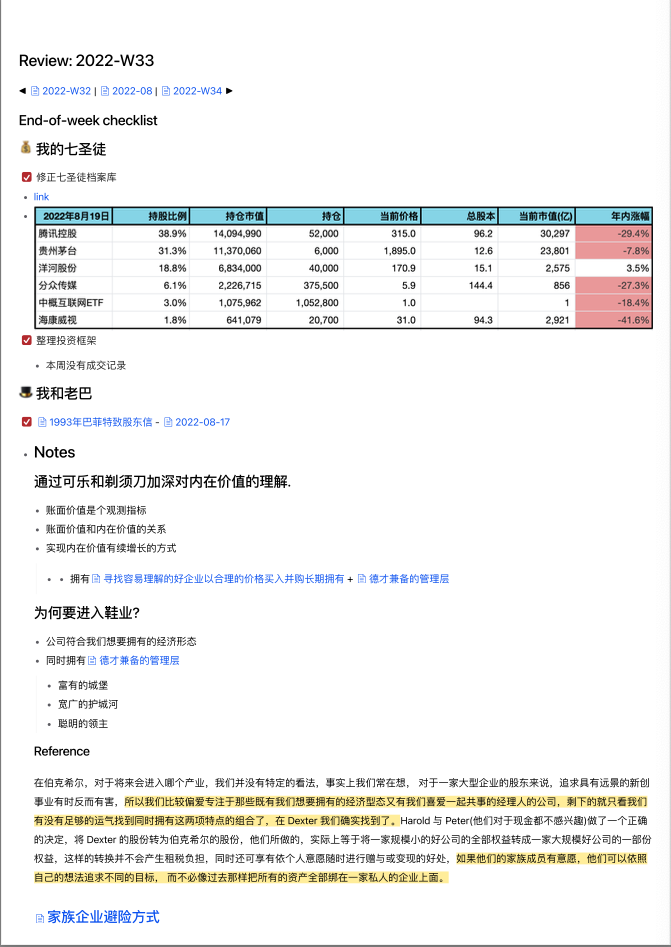 Review: 2022-W33
◀ 2022-W32 | 2022-08 | 2022-W34 ▶
End-of-week checklist
我的七圣徒
修正七圣徒档案库
link
2022年8月19日 持股比例 持仓市值 持仓 当前价格 总股本 当前市值(亿) 年内涨幅
腾讯控股 38.9% 14,094,990 52,000 315.0 96.2 30,297 -29.4%
贵州茅台 31.3% 11,370,060 6,000 1,895.0 12.6 23,801 -7.8%
洋河股份 18.8% 6,834,000 40,000 170.9 15.1 2,575 3.5%
分众传媒 6.1% 2,226,715 375,500 5.9 144.4 856 -27.3%
中概互联网ETF 3.0% 1,075,962 1,052,800 1.0 1 -18.4%
海康威视 1.8% 641,079 20,700 31.0 94.3 2,921 -41.6%
整理投资框架
本周没有成交记录
我和老巴
1993年巴菲特致股东信 - 2022-08-17
Notes
通过可乐和剃须刀加深对内在价值的理解.
账面价值是个观测指标
账面价值和内在价值的关系
实现内在价值有续增长的方式
拥有 寻找容易理解的好企业以合理的价格买入并购长期拥有 + 德才兼备的管理层
为何要进入鞋业?
公司符合我们想要拥有的经济形态
同时拥有 德才兼备的管理层
富有的城堡
宽广的护城河
聪明的领主
Reference
在伯克希尔，对于将来会进入哪个产业，我们并没有特定的看法，事实上我们常在想， 对于一家大型企业的股东来说，追求具有远景的新创
事业有时反而有害，所以我们比较偏爱专注于那些既有我们想要拥有的经济型态又有我们喜爱一起共事的经理人的公司，剩下的就只看我们
有没有足够的运气找到同时拥有这两项特点的组合了，在 Dexter 我们确实找到了。Harold 与 Peter(他们对于现金都不感兴趣)做了一个正确
的决定，将 Dexter 的股份转为伯克希尔的股份，他们所做的，实际上等于将一家规模小的好公司的全部权益转成一家大规模好公司的一部份
权益，这样的转换并不会产生租税负担，同时还可享有依个人意愿随时进行赠与或变现的好处，如果他们的家族成员有意愿，他们可以依照
自己的想法追求不同的目标， 而不必像过去那样把所有的资产全部绑在一家私人的企业上面。
家族企业避险方式